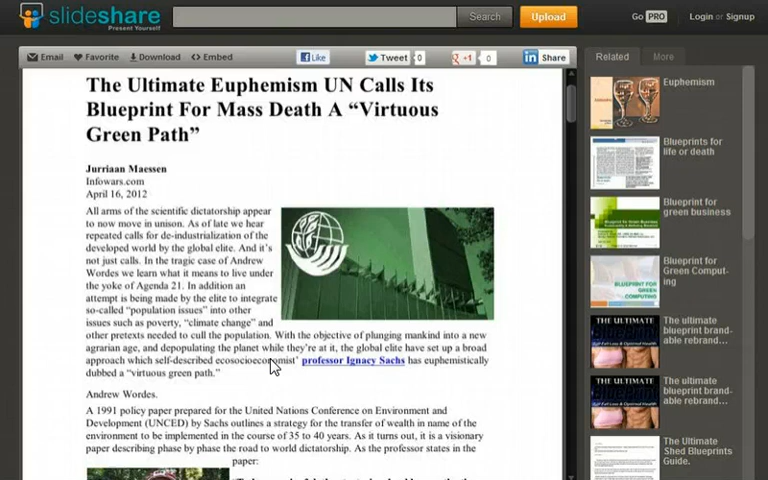 slideshare
Present Yourself
Search
Upload
Go PRO
Login or Signup
Email
Favorite
Download
Embed
Like
Tweet
0
+1
0
in Share
Related
More
The Ultimate Euphemism UN Calls Its
Blueprint For Mass Death A “Virtuous
Green Path”
Jurriaan Maessen
Infowars.com
April 16, 2012
All arms of the scientific dictatorship appear
to now move in unison. As of late we hear
repeated calls for de-industrialization of the
developed world by the global elite. And it's
not just calls. In the tragic case of Andrew
Wordes we learn what it means to live under
the yoke of Agenda 21. In addition an
attempt is being made by the elite to integrate
so-called “population issues” into other
issues such as poverty, “climate change” and
other pretexts needed to cull the population. With the objective of plunging mankind into a new
agrarian age, and depopulating the planet while they're at it, the global elite have set up a broad
approach which self-described ecosocioeconomist’ professor Ignacy Sachs has euphemistically
dubbed a “virtuous green path.”
Andrew Wordes.
A 1991 policy paper prepared for the United Nations Conference on Environment and
Development (UNCED) by Sachs outlines a strategy for the transfer of wealth in name of the
environment to be implemented in the course of 35 to 40 years. As it turns out, it is a visionary
paper describing phase by phase the road to world dictatorship. As the professor states in the
paper:
Euphemism
Blueprints for
life or death
Blueprint for
green business
Blueprint for
Green Comput-
ing
BLUEPRINT FOR
GREEN
COMPUTING
The ultimate
blueprint brand-
able rebrand...
THE ULTIMATE
The ultimate
blueprint brand-
able rebrand...
THE ULTIMATE
The Ultimate
Shed Blueprints
Guide.